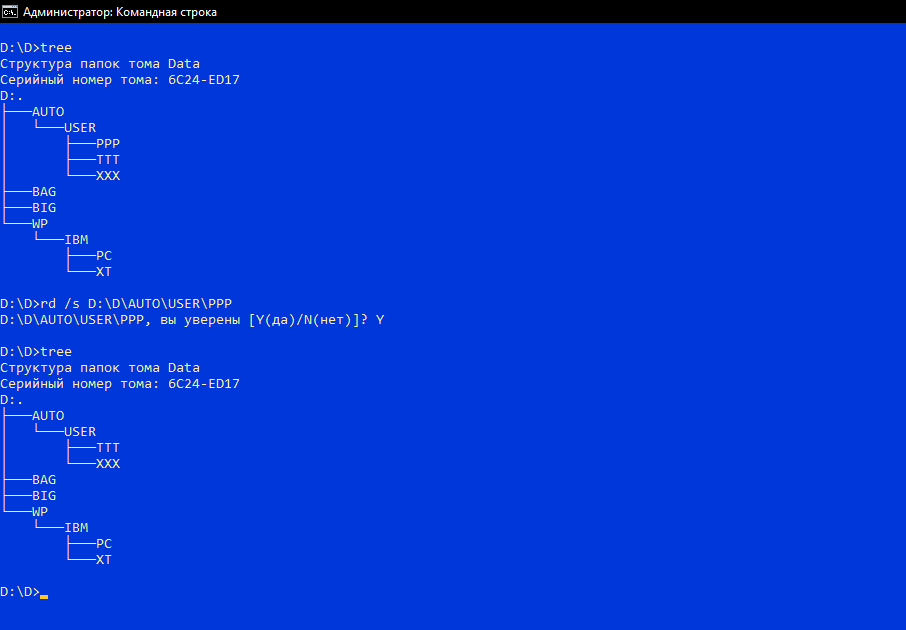 Администратор: Командная строка
D:\D>tree
Структура папок тома Data
Серийный номер тома: 6C24-ED17
D:.
├───AUTO
│   └───USER
│       ├───PPP
│       ├───TTT
│       └───XXX
├───BAG
├───BIG
└───WP
    └───IBM
        ├───PC
        └───XT
D:\D>rd /s D:\D\AUTO\USER\PPP
D:\D\AUTO\USER\PPP, вы уверены [Y(да)/N(нет)]? Y
D:\D>tree
Структура папок тома Data
Серийный номер тома: 6C24-ED17
D:.
├───AUTO
│   └───USER
│       ├───TTT
│       └───XXX
├───BAG
├───BIG
└───WP
    └───IBM
        ├───PC
        └───XT
D:\D>